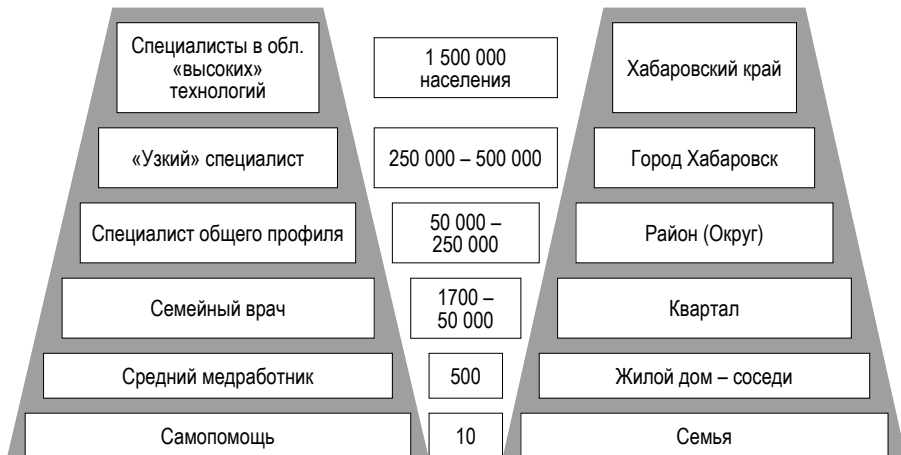 Специалисты в обл.
«высоких»
технологий
1 500 000
населения
Хабаровский край
«Узкий» специалист
250 000 – 500 000
Город Хабаровск
Специалист общего профиля
50 000 –
250 000
Район (Округ)
Семейный врач
1700 –
50 000
Квартал
Средний медработник
500
Жилой дом – соседи
Самопомощь
10
Семья